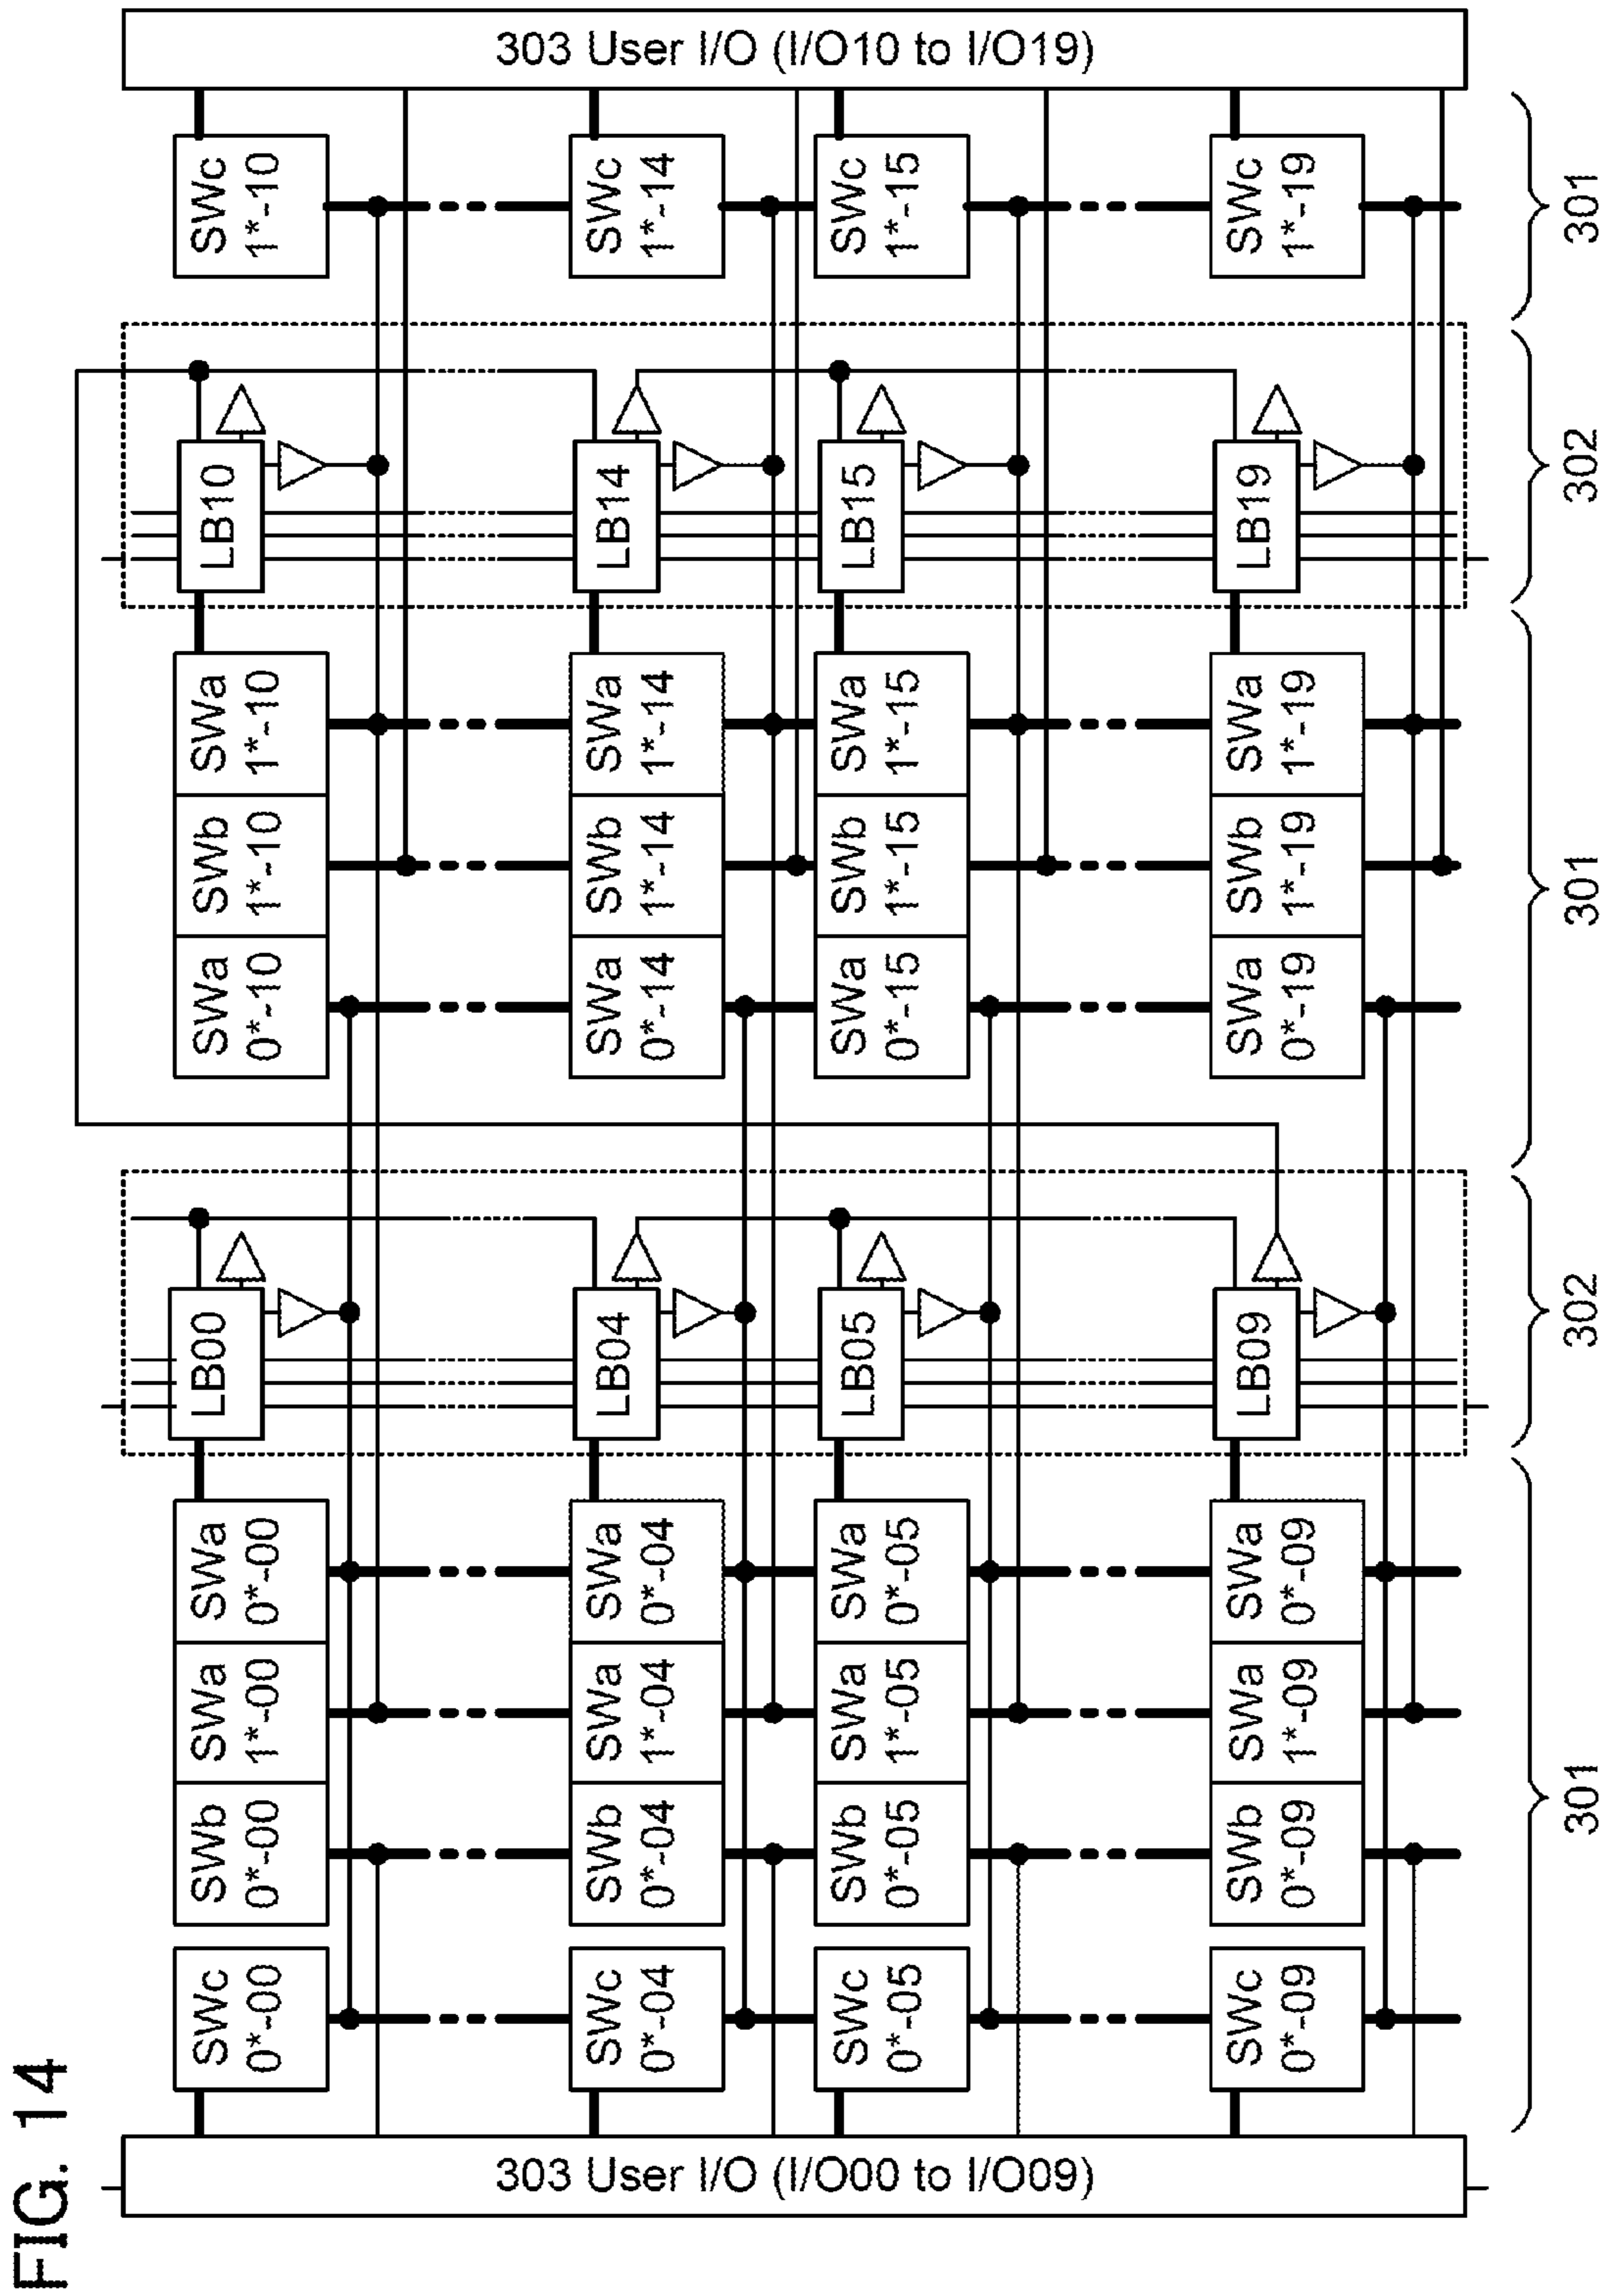 FIG. 14
303 User I/O (I/O10 to I/O19)
SWc
1*-10
SWc
1*-14
SWc
1*-15
SWc
1*-19
301
LB10
LB14
LB15
LB19
302
SWa
1*-10
SWa
1*-14
SWa
1*-15
SWa
1*-19
SWb
1*-10
SWb
1*-14
SWb
1*-15
SWb
1*-19
SWa
0*-10
SWa
0*-14
SWa
0*-15
SWa
0*-19
301
LB00
LB04
LB05
LB09
302
SWa
0*-00
SWa
0*-04
SWa
0*-05
SWa
0*-09
SWa
1*-00
SWa
1*-04
SWa
1*-05
SWa
1*-09
SWb
0*-00
SWb
0*-04
SWb
0*-05
SWb
0*-09
SWc
0*-00
SWc
0*-04
SWc
0*-05
SWc
0*-09
301
303 User I/O (I/O00 to I/O09)